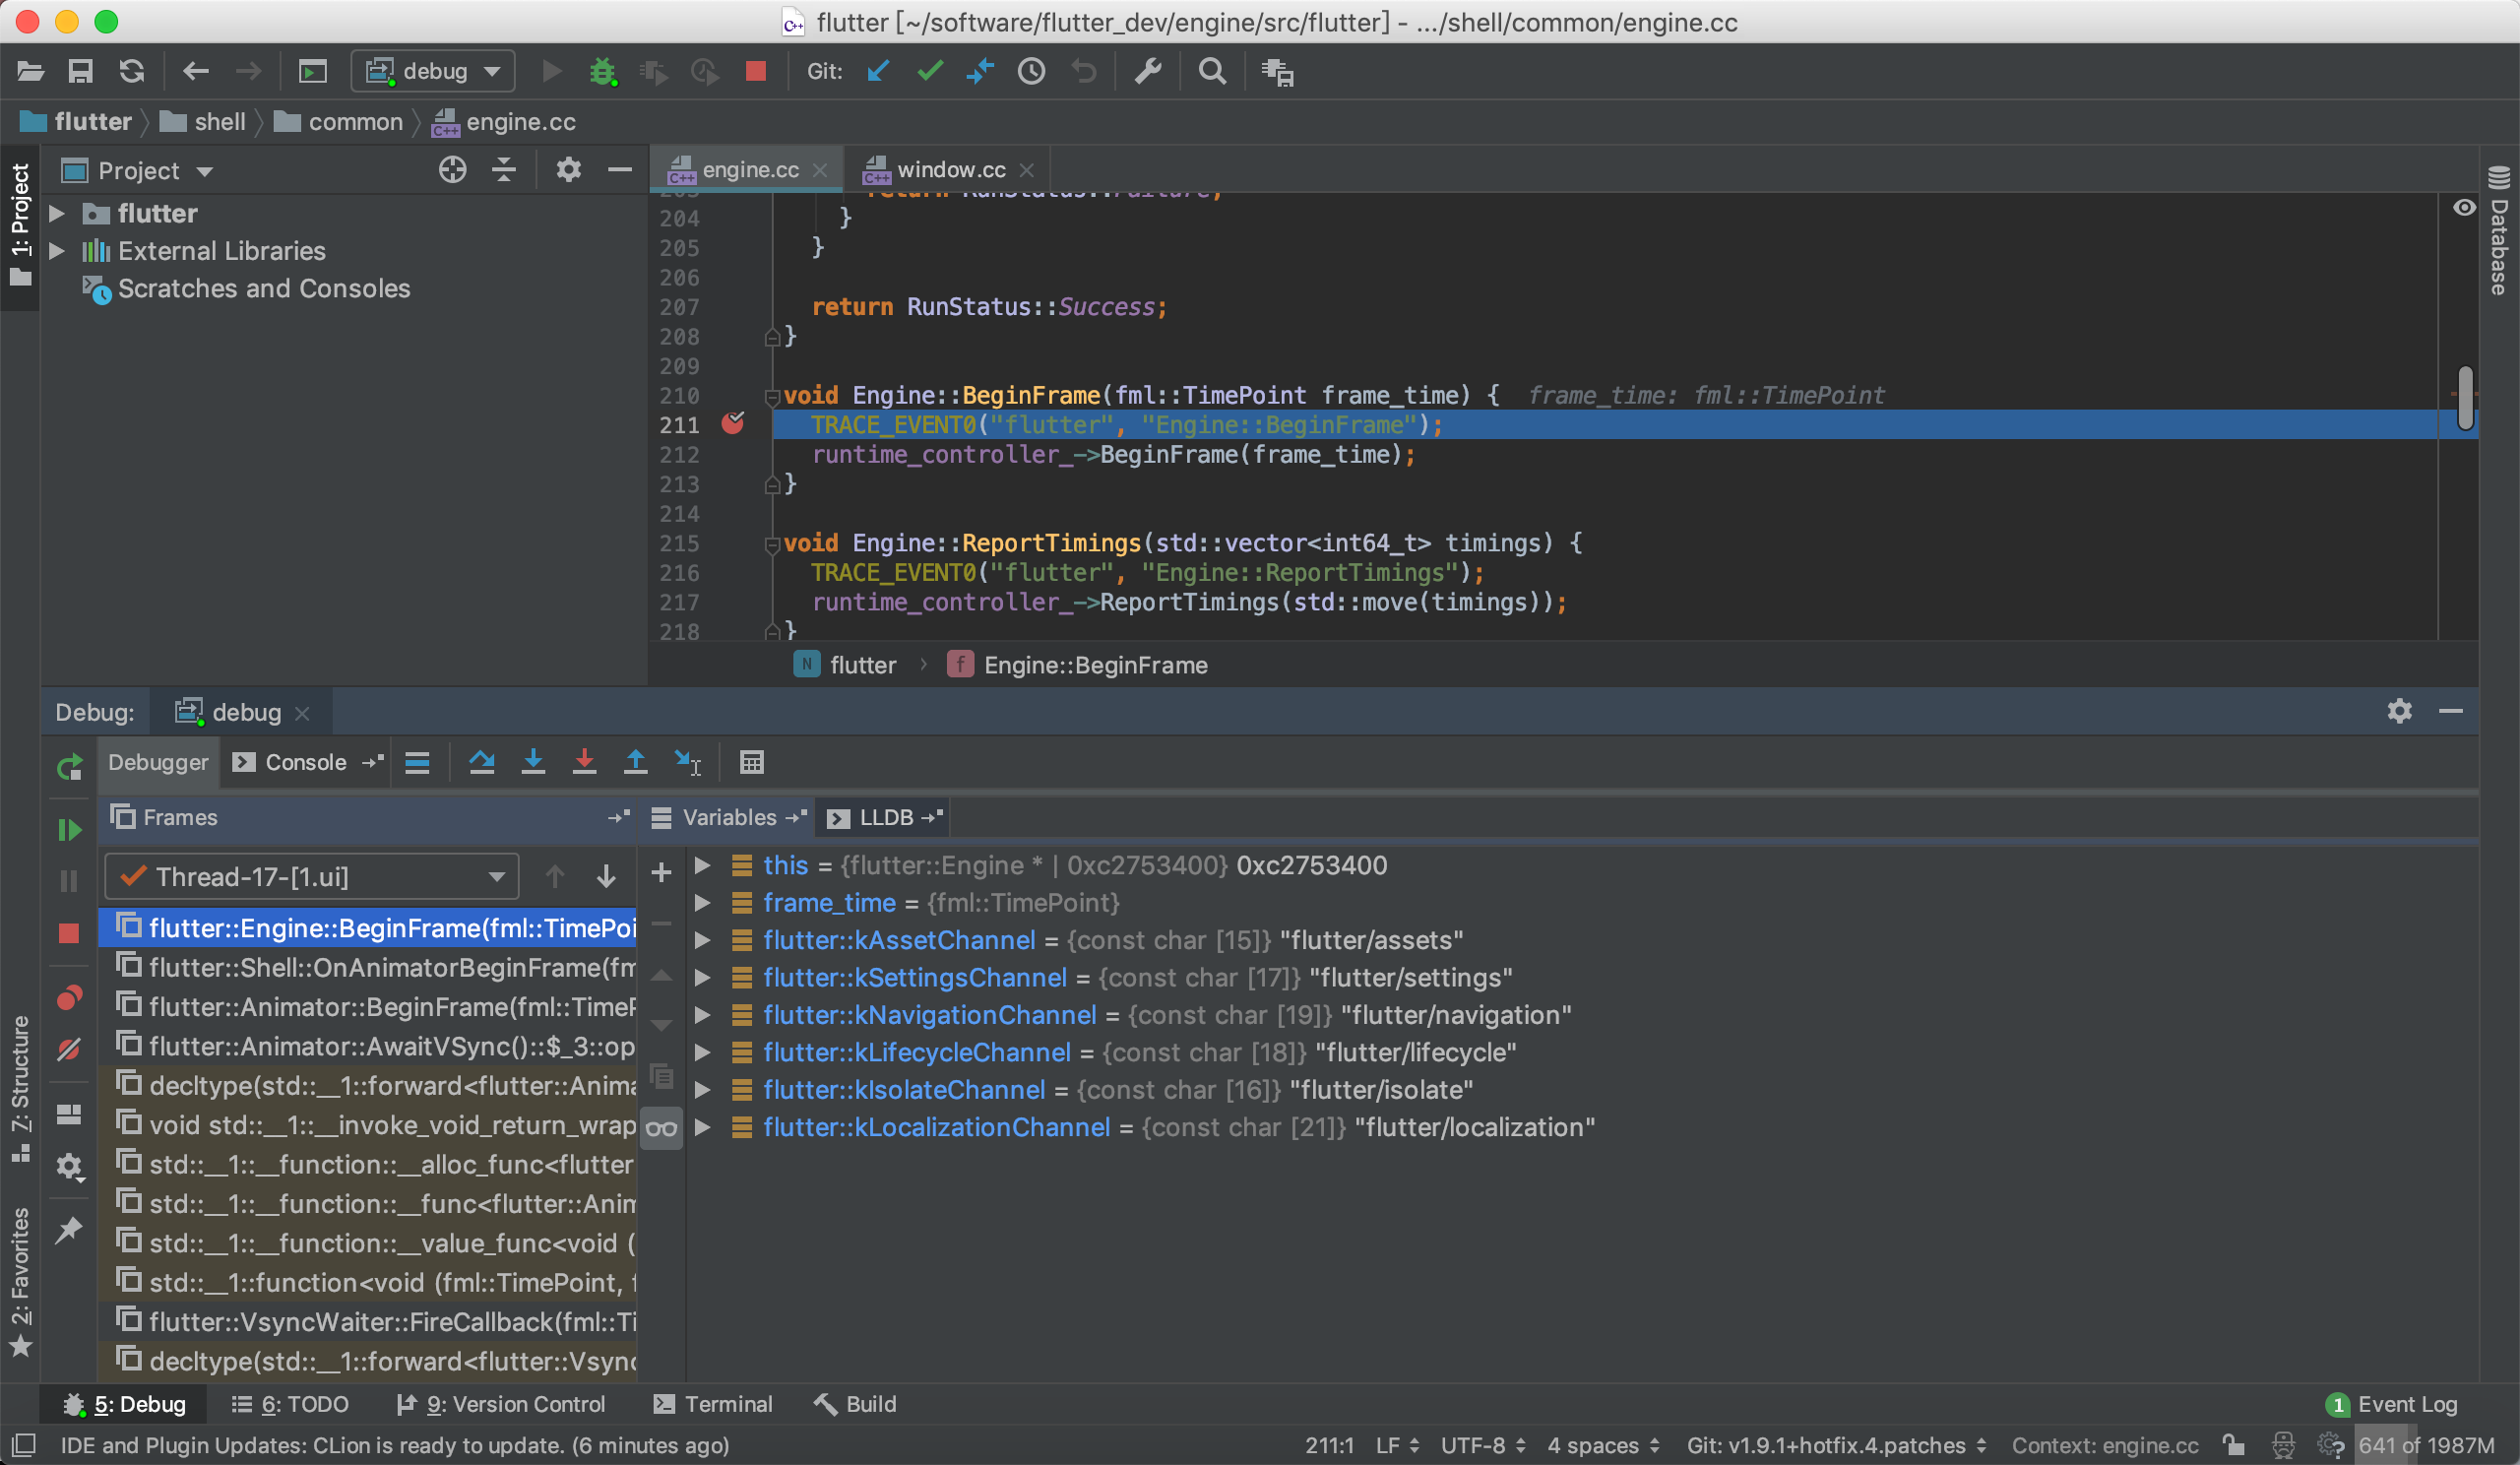 flutter [~/software/flutter_dev/engine/src/flutter] - .../shell/common/engine.cc
debug
Git:
flutter shell common engine.cc
1: Project
Project
flutter
External Libraries
Scratches and Consoles
engine.cc
window.cc
Database
203 return RunStatus::Failure;
204 }
205 }
206
207 return RunStatus::Success;
208 }
209
210 void Engine::BeginFrame(fml::TimePoint frame_time) { frame_time: fml::TimePoint
211 TRACE_EVENT0("flutter", "Engine::BeginFrame");
212 runtime_controller_->BeginFrame(frame_time);
213 }
214
215 void Engine::ReportTimings(std::vector<int64_t> timings) {
216 TRACE_EVENT0("flutter", "Engine::ReportTimings");
217 runtime_controller_->ReportTimings(std::move(timings));
218 }
N flutter › f Engine::BeginFrame
Debug: debug
Debugger Console
Frames
Variables
LLDB
Thread-17-[1.ui]
flutter::Engine::BeginFrame(fml::TimePoi
flutter::Shell::OnAnimatorBeginFrame(fm
flutter::Animator::BeginFrame(fml::TimeP
flutter::Animator::AwaitVSync()::$_3::op
decltype(std::__1::forward<flutter::Anima
void std::__1::__invoke_void_return_wrap
std::__1::__function::__alloc_func<flutter
std::__1::__function::__func<flutter::Anim
std::__1::__function::__value_func<void (
std::__1::function<void (fml::TimePoint, f
flutter::VsyncWaiter::FireCallback(fml::Ti
decltype(std::__1::forward<flutter::Vsync
this = {flutter::Engine * | 0xc2753400} 0xc2753400
frame_time = {fml::TimePoint}
flutter::kAssetChannel = {const char [15]} "flutter/assets"
flutter::kSettingsChannel = {const char [17]} "flutter/settings"
flutter::kNavigationChannel = {const char [19]} "flutter/navigation"
flutter::kLifecycleChannel = {const char [18]} "flutter/lifecycle"
flutter::kIsolateChannel = {const char [16]} "flutter/isolate"
flutter::kLocalizationChannel = {const char [21]} "flutter/localization"
7: Structure
2: Favorites
5: Debug 6: TODO 9: Version Control Terminal Build 1 Event Log
IDE and Plugin Updates: CLion is ready to update. (6 minutes ago) 211:1 LF UTF-8 4 spaces Git: v1.9.1+hotfix.4.patches Context: engine.cc 641 of 1987M